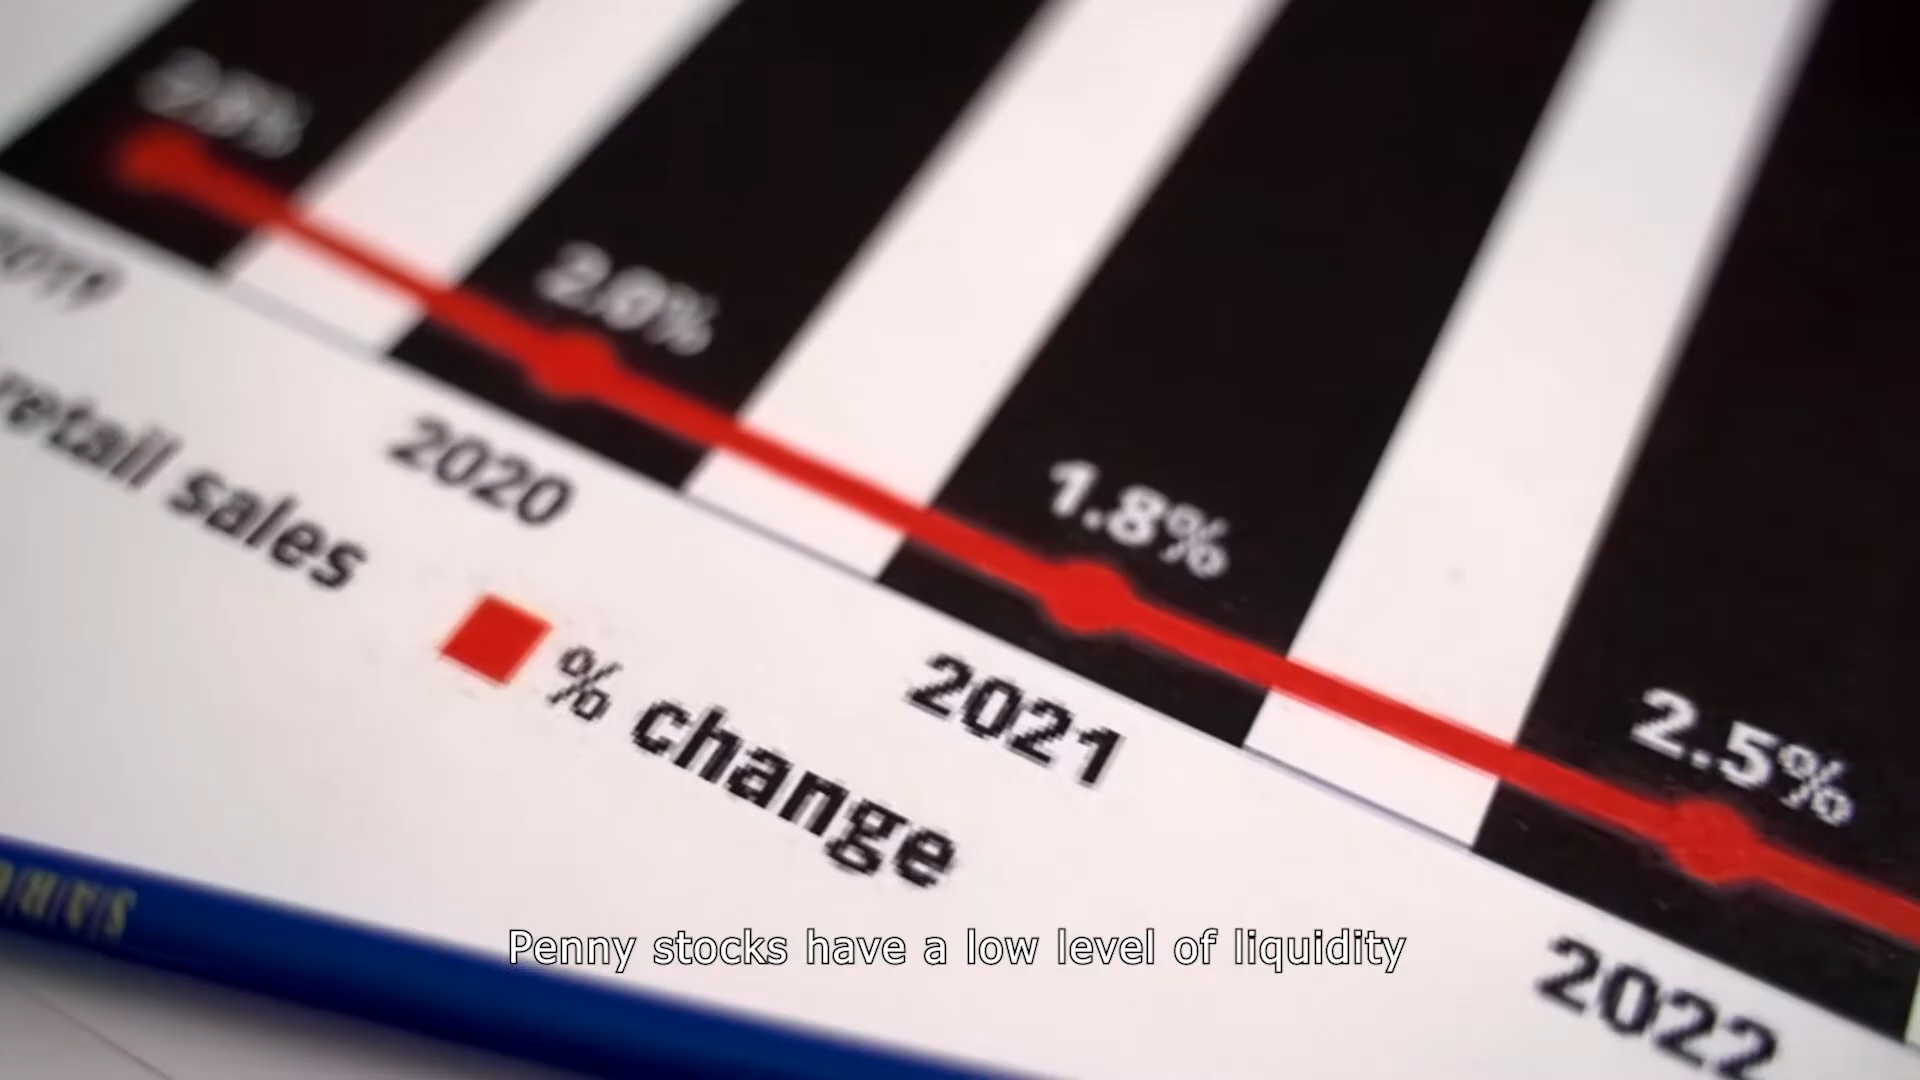 2019
2.0%
2020
1.8%
2021
2.5%
2022
retail sales
% change
Penny stocks have a low level of liquidity